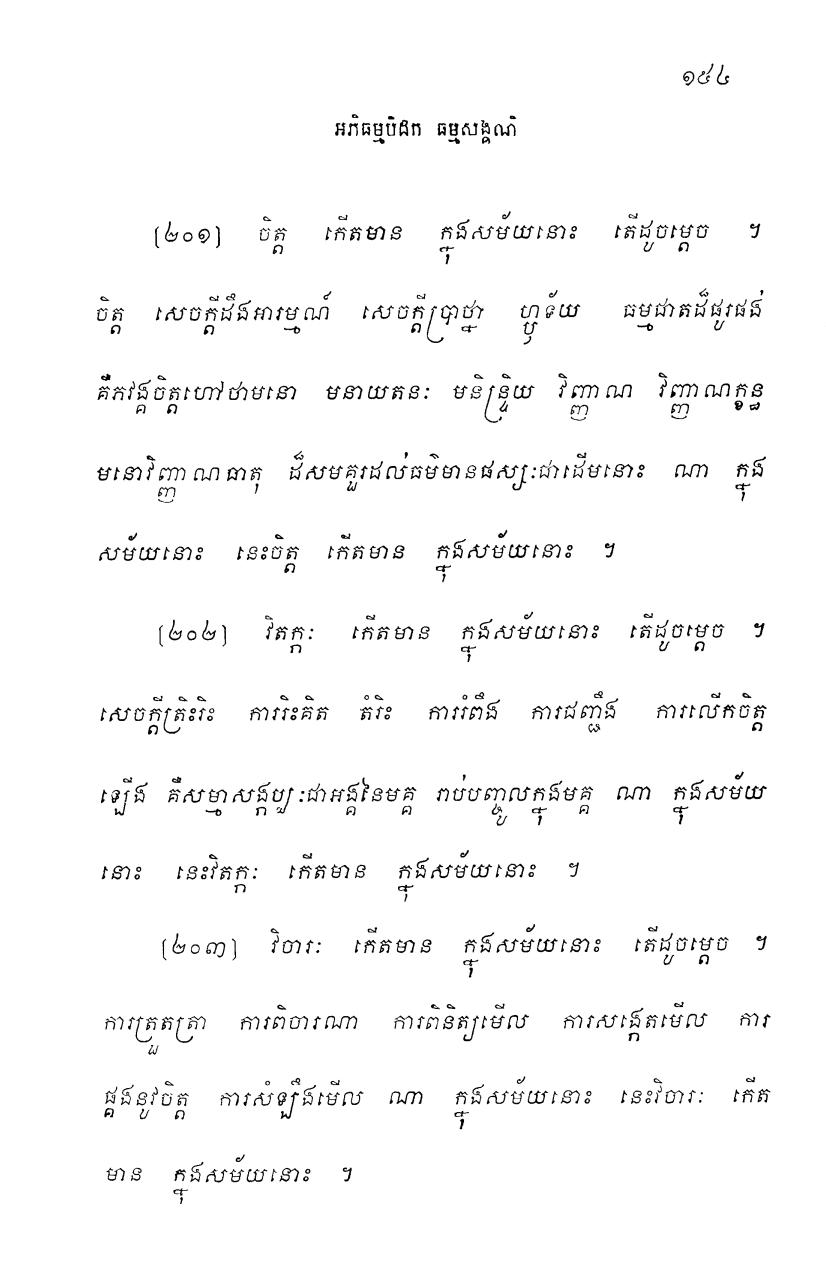 ១៥៤
អភិធម្មបិដក ធម្មសង្គណិ
[២០១] ចិត្ត កើតមាន ក្នុងសម័យនោះ តើដូចម្តេច ។
ចិត្ត សេចក្តីដឹងអារម្មណ៍ សេចក្តីប្រាថ្នា ហ្ឫទ័យ ធម្មជាតដ៏ផូរផង់
គឺភវង្គចិត្តហៅថាមនោ មនាយតនៈ មនិន្ទ្រិយ វិញ្ញាណ វិញ្ញាណក្ខន្ធ
មនោវិញ្ញាណធាតុ ដ៏សមគួរដល់ធម៌មានផស្សៈជាដើមនោះ ណា ក្នុង
សម័យនោះ នេះចិត្ត កើតមាន ក្នុងសម័យនោះ ។
[២០២] វិតក្កៈ កើតមាន ក្នុងសម័យនោះ តើដូចម្តេច ។
សេចក្តីត្រិះរិះ ការរិះគិត តំរិះ ការរំពឹង ការជញ្ជឹង ការលើកចិត្ត
ឡើង គឺសម្មាសង្កប្បៈជាអង្គនៃមគ្គ រាប់បញ្ចូលក្នុងមគ្គ ណា ក្នុងសម័យ
នោះ នេះវិតក្កៈ កើតមាន ក្នុងសម័យនោះ ។
[២០៣] វិចារៈ កើតមាន ក្នុងសម័យនោះ តើដូចម្តេច ។
ការត្រួតត្រា ការពិចារណា ការពិនិត្យមើល ការសង្កេតមើល ការ
ផ្គងនូវចិត្ត ការសំឡឹងមើល ណា ក្នុងសម័យនោះ នេះវិចារៈ កើត
មាន ក្នុងសម័យនោះ ។